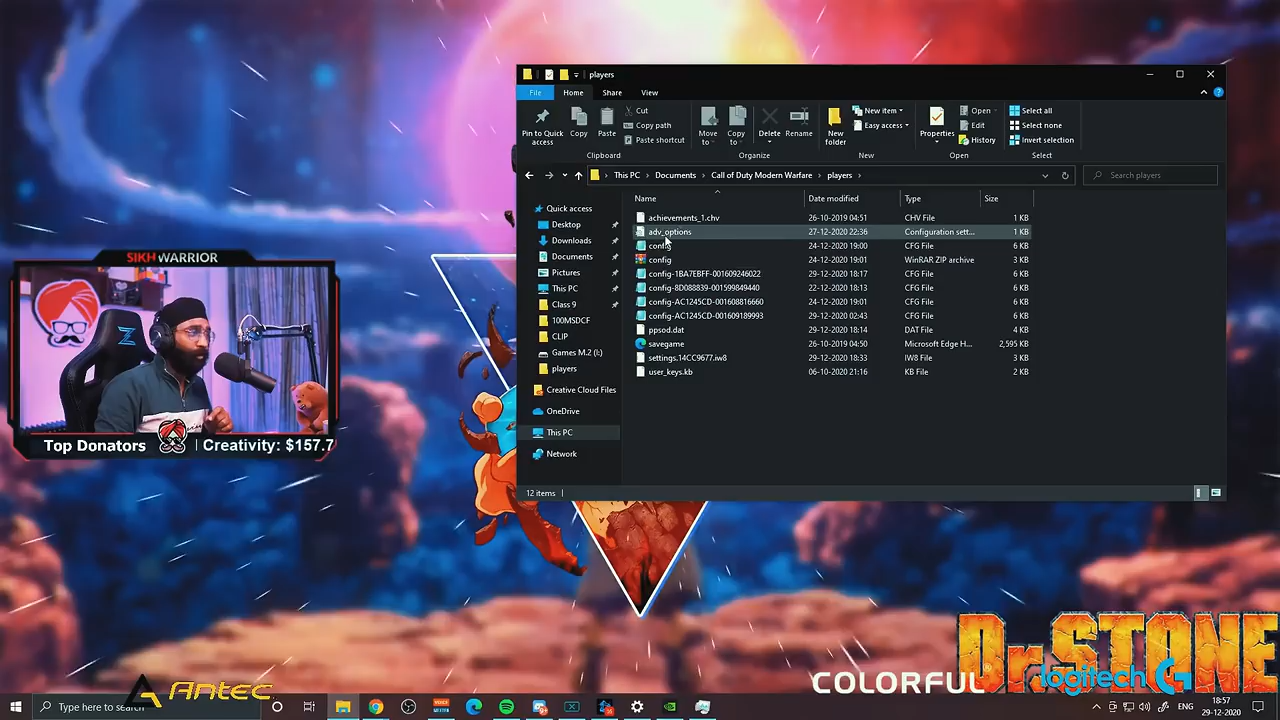 players
File Home Share View
Pin to Quick access
Copy
Paste
Cut
Copy path
Paste shortcut
Clipboard
Move to
Copy to
Delete
Rename
Organize
New folder
New item
Easy access
New
Properties
Open
Edit
History
Open
Select all
Select none
Invert selection
Select
This PC > Documents > Call of Duty Modern Warfare > players >
Search players
Quick access
Desktop
Downloads
Documents
Pictures
This PC
Class 9
100MSDCF
CLIP
Games M.2 (I:)
players
Creative Cloud Files
OneDrive
This PC
Network
Name Date modified Type Size
achievements_1.chv 26-10-2019 04:51 CHV File 1 KB
adv_options 27-12-2020 22:36 Configuration sett... 1 KB
config 24-12-2020 19:00 CFG File 6 KB
config 24-12-2020 19:01 WinRAR ZIP archive 3 KB
config-1BA7EBFF-001609246022 29-12-2020 18:17 CFG File 6 KB
config-8D088839-001599849440 22-12-2020 18:13 CFG File 6 KB
config-AC1245CD-001608816660 24-12-2020 19:01 CFG File 6 KB
config-AC1245CD-001609189993 29-12-2020 02:43 CFG File 6 KB
ppsod.dat 29-12-2020 18:14 DAT File 4 KB
savegame 26-10-2019 04:50 Microsoft Edge H... 2,595 KB
settings.14CC9677.iw8 29-12-2020 18:33 IW8 File 3 KB
user_keys.kb 06-10-2020 21:16 KB File 2 KB
12 items
SIKHWARRIOR
Top Donators | Creativity: $157.7
Dr.STONE
COLORFUL
logitech G
Antec
Type here to search
ENG
18:57
29-12-2020